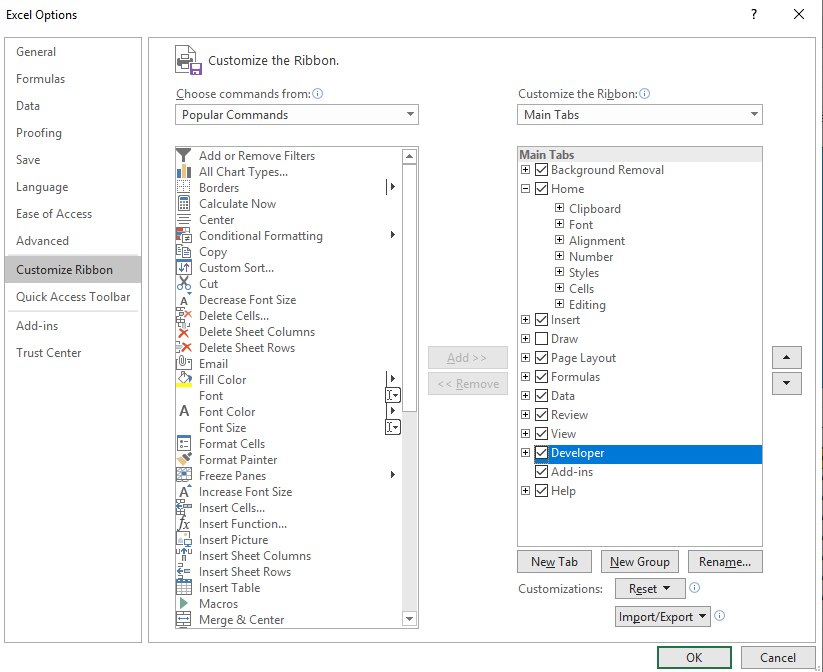 Excel Options
?
General
Formulas
Data
Proofing
Save
Language
Ease of Access
Advanced
Customize Ribbon
Quick Access Toolbar
Add-ins
Trust Center
Customize the Ribbon.
Choose commands from:
Popular Commands
Add or Remove Filters
All Chart Types...
Borders
Calculate Now
Center
Conditional Formatting
Copy
Custom Sort...
Cut
Decrease Font Size
Delete Cells...
Delete Sheet Columns
Delete Sheet Rows
Email
Fill Color
Font
Font Color
Font Size
Format Cells
Format Painter
Freeze Panes
Increase Font Size
Insert Cells...
Insert Function...
Insert Picture
Insert Sheet Columns
Insert Sheet Rows
Insert Table
Macros
Merge & Center
Add >>
<< Remove
Customize the Ribbon:
Main Tabs
Main Tabs
Background Removal
Home
Clipboard
Font
Alignment
Number
Styles
Cells
Editing
Insert
Draw
Page Layout
Formulas
Data
Review
View
Developer
Add-ins
Help
New Tab New Group Rename...
Customizations: Reset
Import/Export
OK Cancel